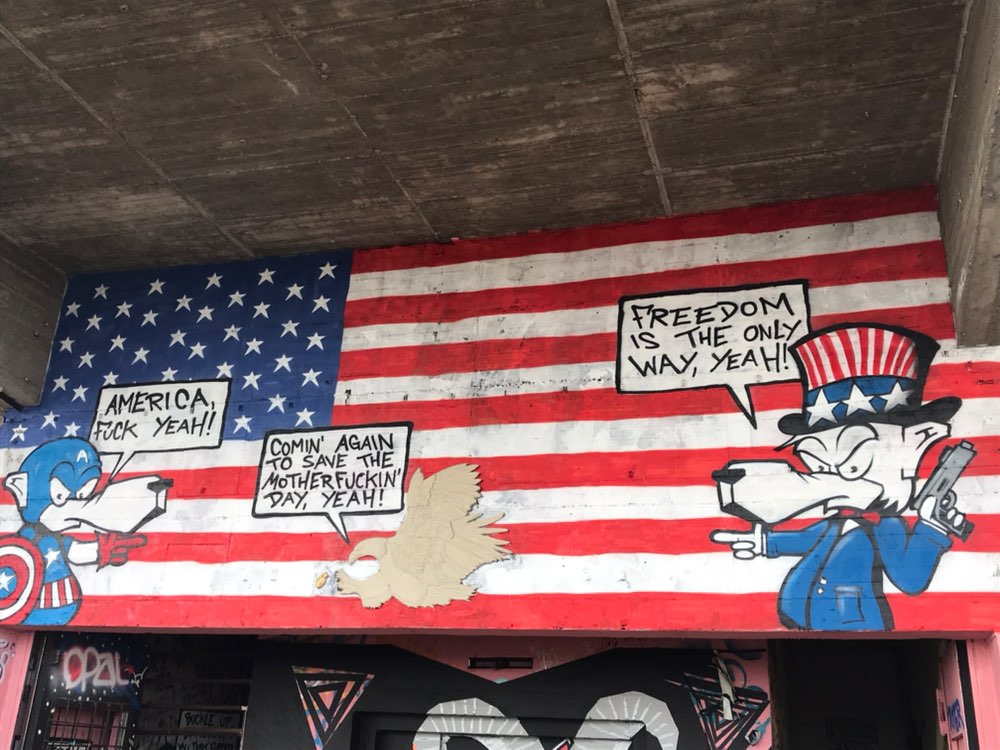 AMERICA,
FUCK YEAH!
COMIN' AGAIN
TO SAVE THE
MOTHERFUCKIN'
DAY, YEAH!
FREEDOM
IS THE ONLY
WAY, YEAH!
A
OPAL
BUCKLE UP...